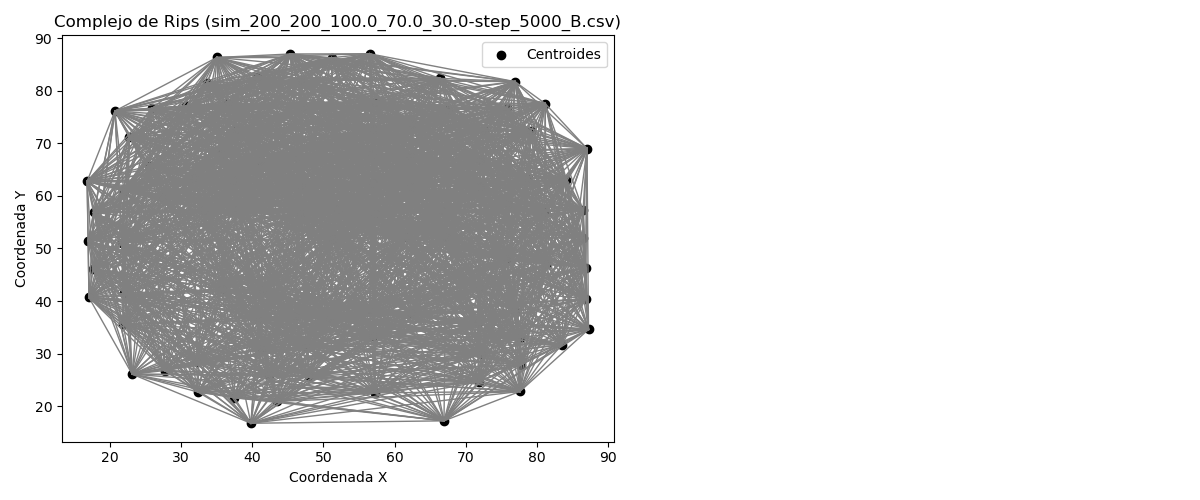 Complejo de Rips (sim_200_200_100.0_70.0_30.0-step_5000_B.csv)
Centroides
Coordenada Y
90
80
70
60
50
40
30
20
20 30 40 50 60 70 80 90
Coordenada X